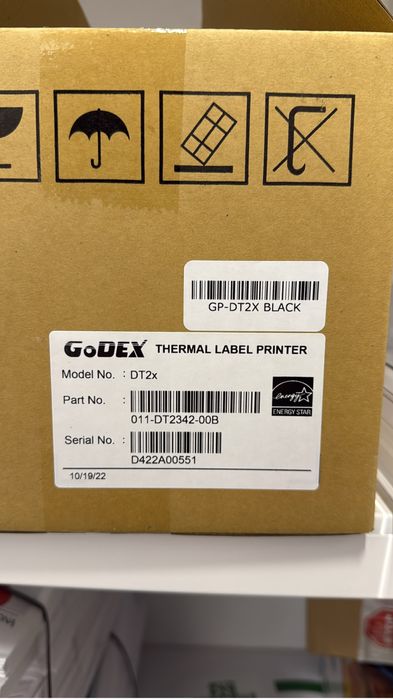 GP-DT2X BLACK
GoDEX THERMAL LABEL PRINTER
Model No. : DT2x
Part No. :
011-DT2342-00B
energy
ENERGY STAR
Serial No. :
D422A00551
10/19/22